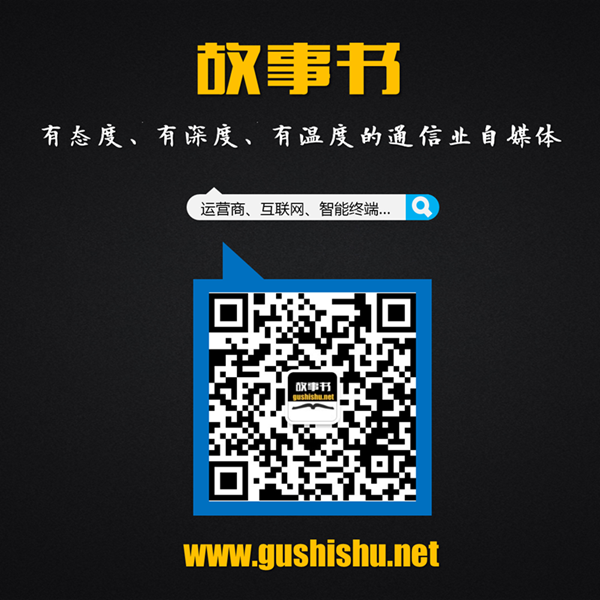 故事书
有态度、有深度、有温度的通信业自媒体
运营商、互联网、智能终端...
故事书
gushishu.net
www.gushishu.net